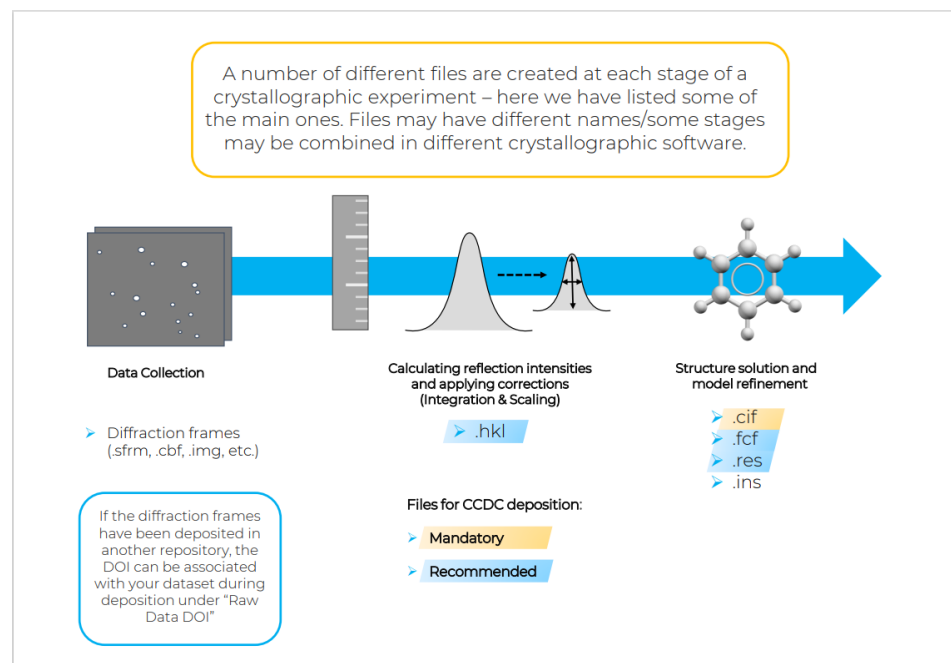 A number of different files are created at each stage of a
crystallographic experiment – here we have listed some of
the main ones. Files may have different names/some stages
may be combined in different crystallographic software.
Data Collection
Diffraction frames
(.sfrm, .cbf, .img, etc.)
If the diffraction frames
have been deposited in
another repository, the
DOI can be associated
with your dataset during
deposition under “Raw
Data DOI”
Calculating reflection intensities
and applying corrections
(Integration & Scaling)
.hkl
Files for CCDC deposition:
Mandatory
Recommended
Structure solution and
model refinement
.cif
.fcf
.res
.ins